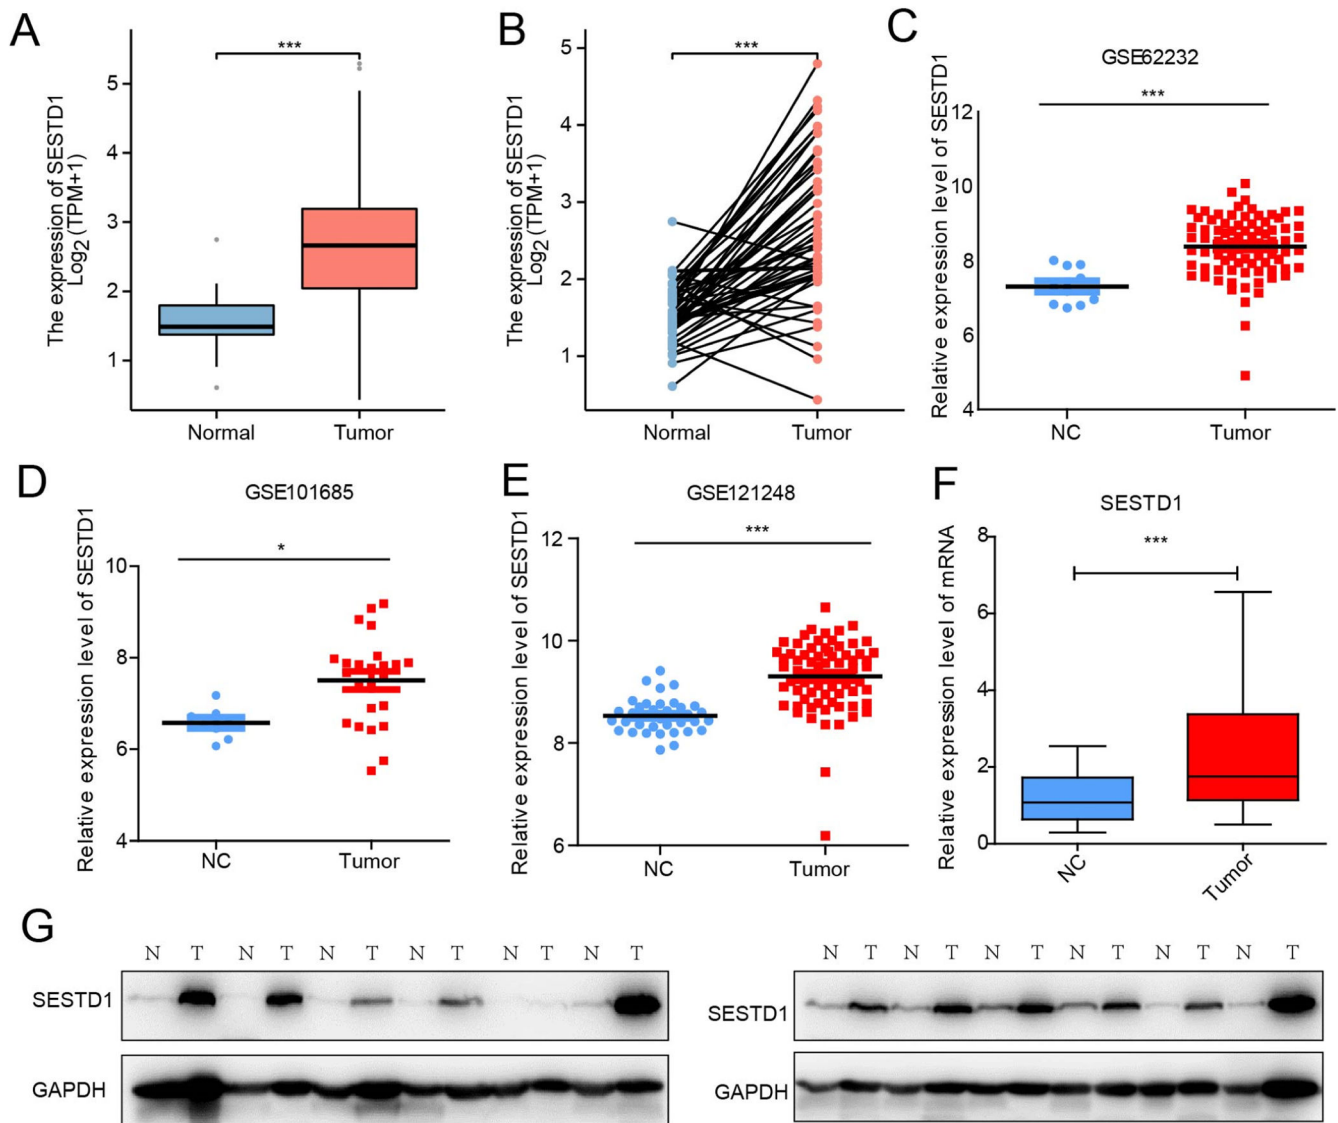 A
The expression of SESTD1
Log2 (TPM+1)
5
4
3
2
1
***
Normal
Tumor
B
The expression of SESTD1
Log2 (TPM+1)
5
4
3
2
1
***
Normal
Tumor
C
GSE62232
***
Relative expression level of SESTD1
12
10
8
6
4
NC
Tumor
D
GSE101685
*
Relative expression level of SESTD1
10
8
6
4
NC
Tumor
E
GSE121248
***
Relative expression level of SESTD1
12
10
8
6
NC
Tumor
F
SESTD1
***
Relative expression level of mRNA
8
6
4
2
0
NC
Tumor
G
N T N T N T N T N T N T
SESTD1
GAPDH
N T N T N T N T N T N T
SESTD1
GAPDH